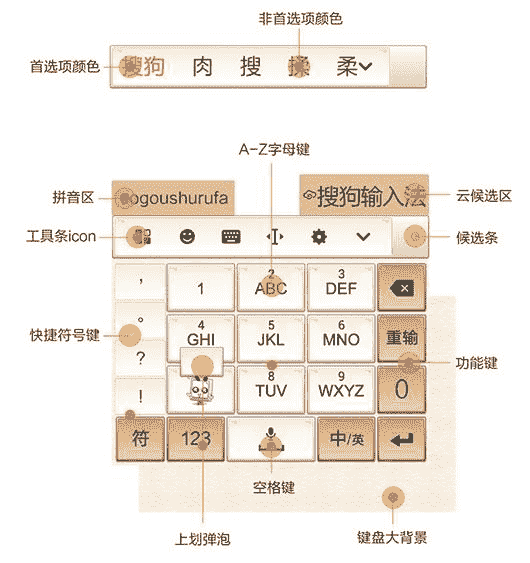 非首选项颜色
首选项颜色
搜狗 肉 搜 揉 柔
A-Z字母键
拼音区
ogoushurufa
搜狗输入法
云候选区
工具条icon
候选条
, 1 2 ABC 3 DEF
。 4 GHI 5 JKL 6 MNO 重输
快捷符号键
功能键
? 8 TUV 9 WXYZ 0
!
符 123 中/英
空格键
上划弹泡
键盘大背景